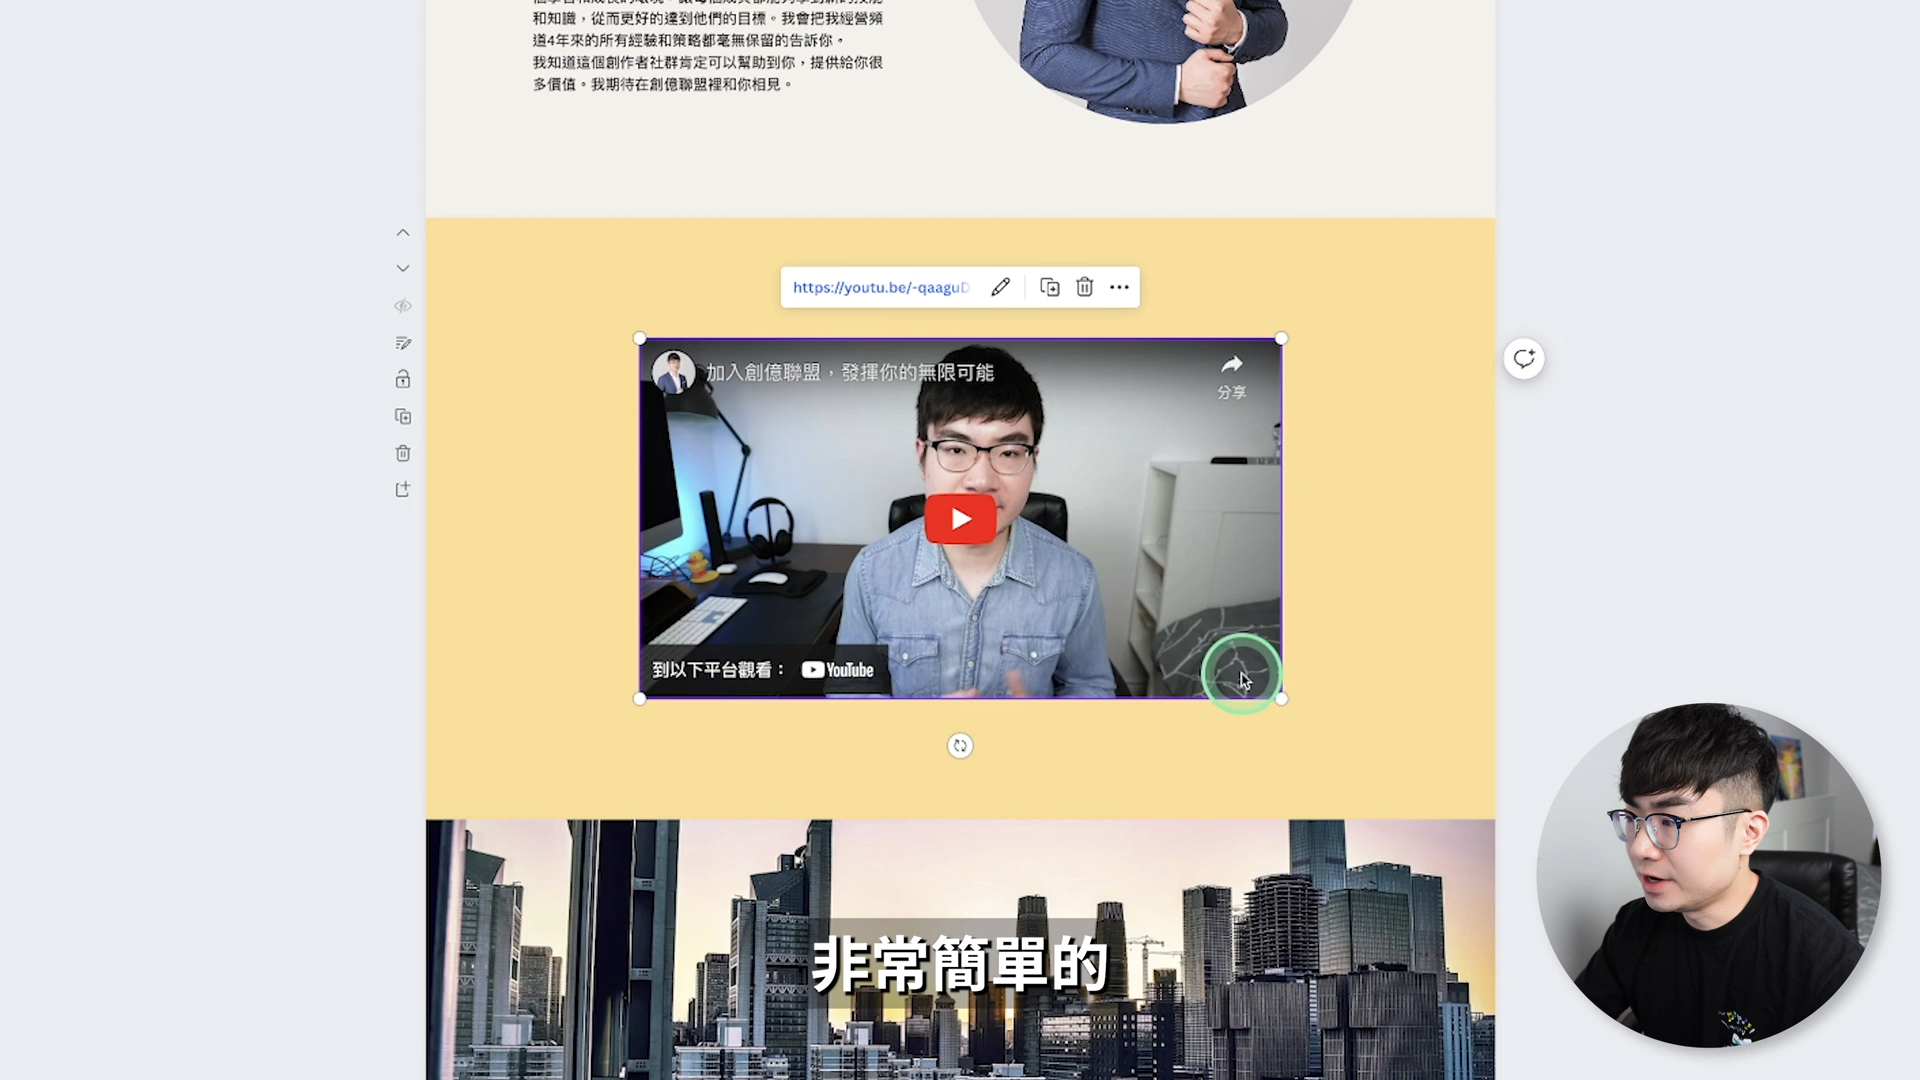 和知識，從而更好的達到他們的目標。我會把我經營頻
道4年來的所有經驗和策略都毫無保留的告訴你。
我知道這個創作者社群肯定可以幫助到你，提供給你很
多價值。我期待在創億聯盟裡和你相見。
https://youtu.be/-qaaguD
加入創億聯盟，發揮你的無限可能
分享
到以下平台觀看：
YouTube
非常簡單的